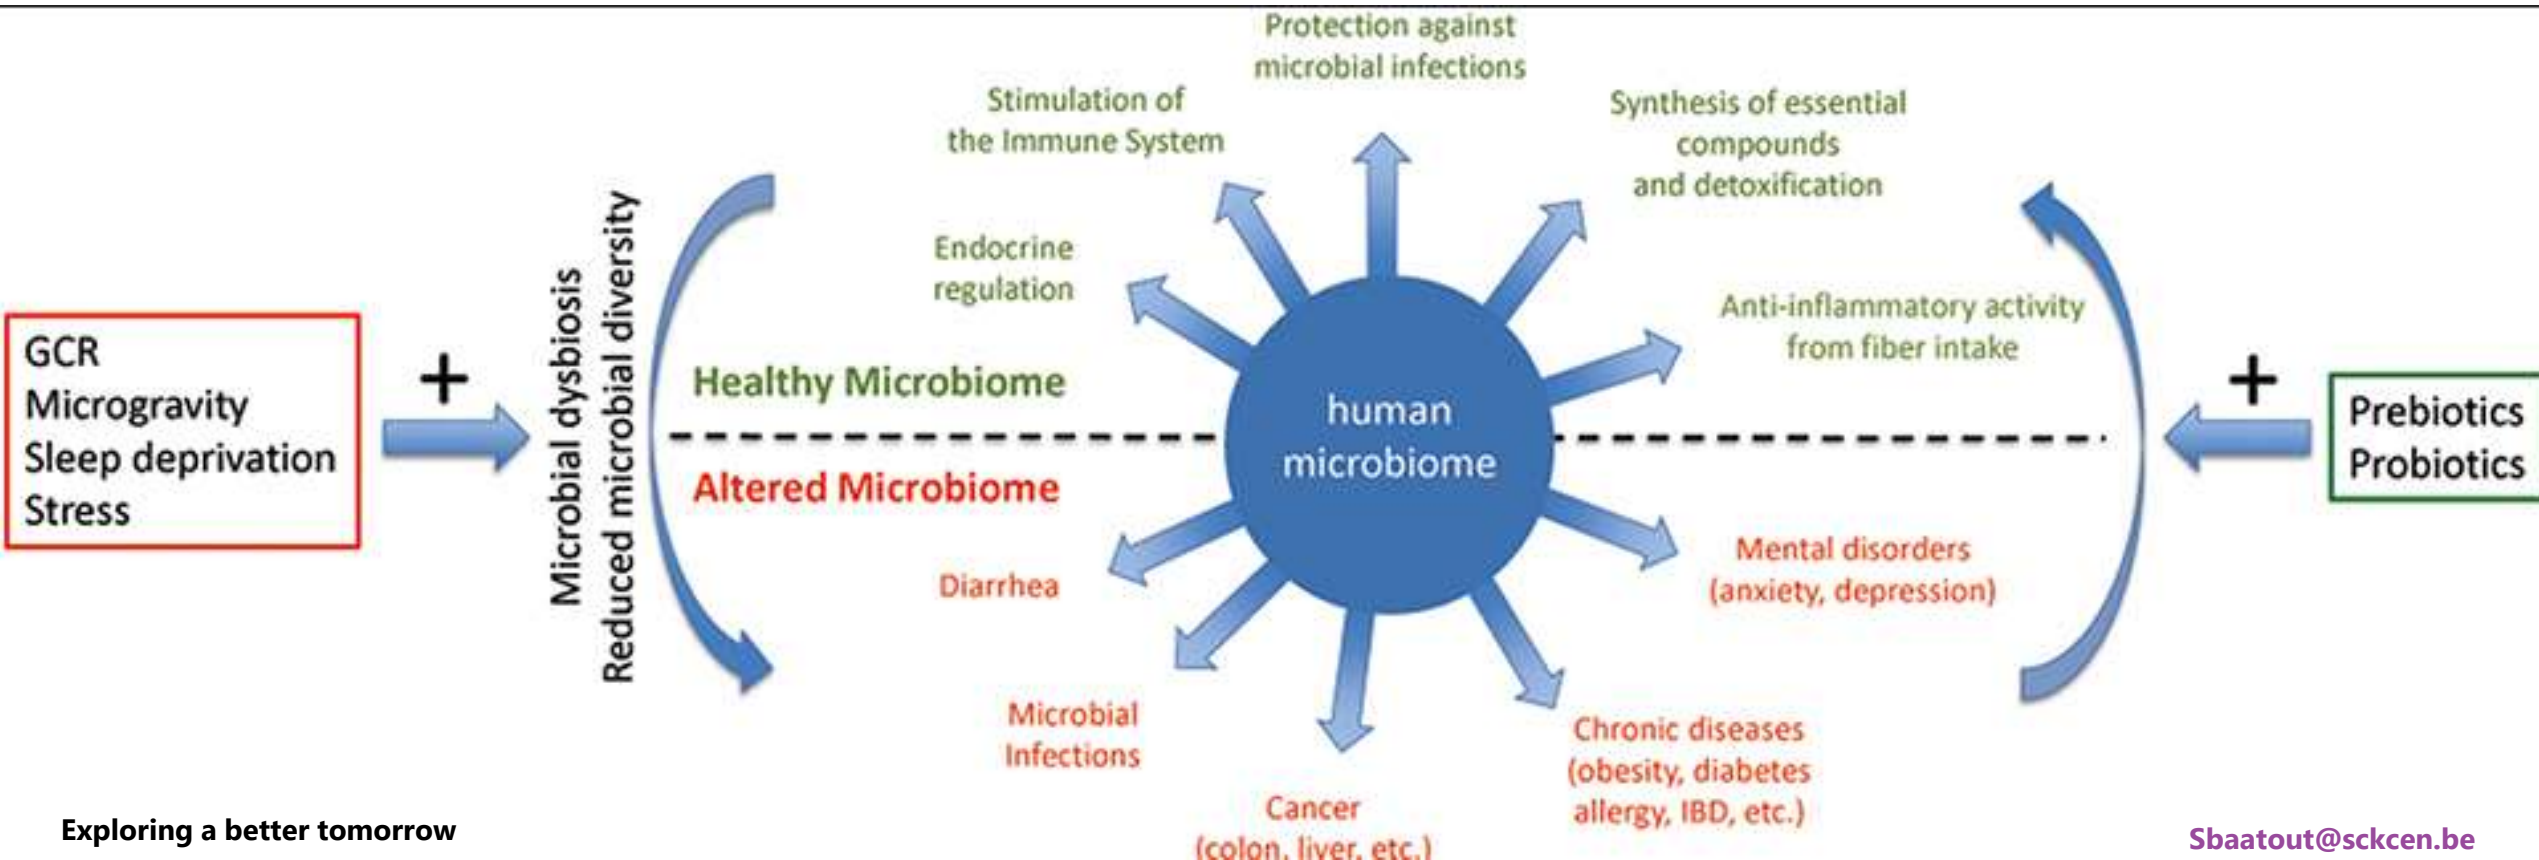 Protection against
microbial infections
Stimulation of
the Immune System
Synthesis of essential
compounds
and detoxification
Endocrine
regulation
Anti-inflammatory activity
from fiber intake
GCR
Microgravity
Sleep deprivation
Stress
+
Microbial dysbiosis
Reduced microbial diversity
Healthy Microbiome
Altered Microbiome
human
microbiome
+
Prebiotics
Probiotics
Diarrhea
Mental disorders
(anxiety, depression)
Microbial
Infections
Cancer
(colon, liver, etc.)
Chronic diseases
(obesity, diabetes
allergy, IBD, etc.)
Exploring a better tomorrow
Sbaatout@sckcen.be